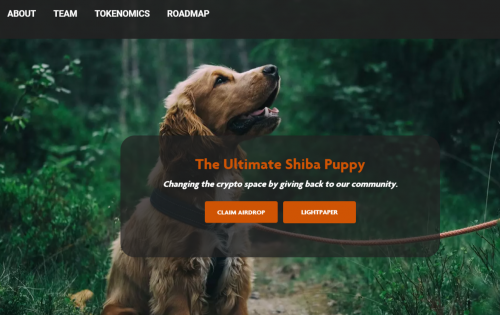 ABOUT TEAM TOKENOMICS ROADMAP
The Ultimate Shiba Puppy
Changing the crypto space by giving back to our community.
CLAIM AIRDROP LIGHTPAPER